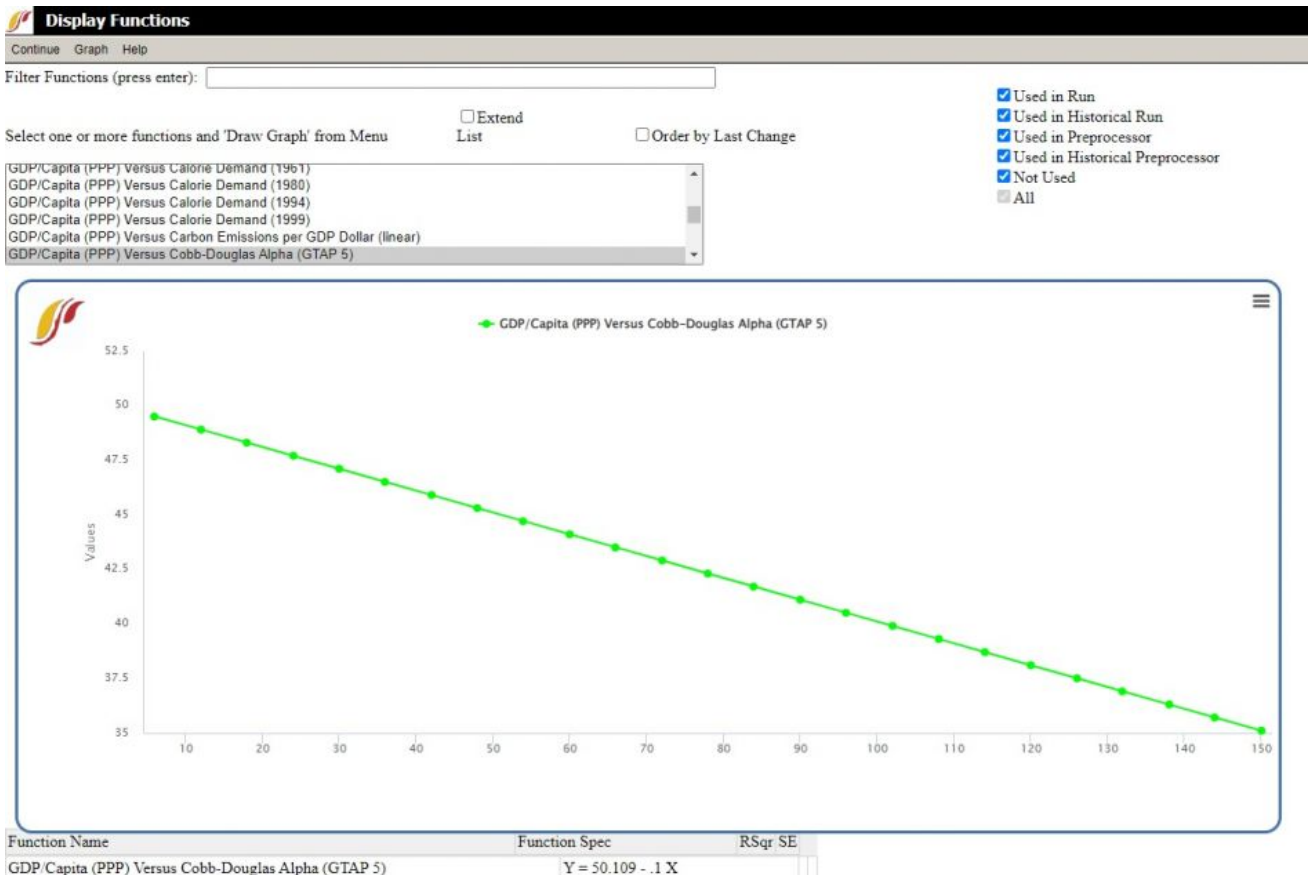 Display Functions
Continue Graph Help
Filter Functions (press enter):
Select one or more functions and 'Draw Graph' from Menu
Extend List
Order by Last Change
Used in Run
Used in Historical Run
Used in Preprocessor
Used in Historical Preprocessor
Not Used
All
GDP/Capita (PPP) Versus Calorie Demand (1961)
GDP/Capita (PPP) Versus Calorie Demand (1980)
GDP/Capita (PPP) Versus Calorie Demand (1994)
GDP/Capita (PPP) Versus Calorie Demand (1999)
GDP/Capita (PPP) Versus Carbon Emissions per GDP Dollar (linear)
GDP/Capita (PPP) Versus Cobb-Douglas Alpha (GTAP 5)
GDP/Capita (PPP) Versus Cobb-Douglas Alpha (GTAP 5)
52.5
50
47.5
45
42.5
40
37.5
35
Values
10 20 30 40 50 60 70 80 90 100 110 120 130 140 150
Function Name Function Spec RSqr SE
GDP/Capita (PPP) Versus Cobb-Douglas Alpha (GTAP 5) Y = 50.109 - .1 X